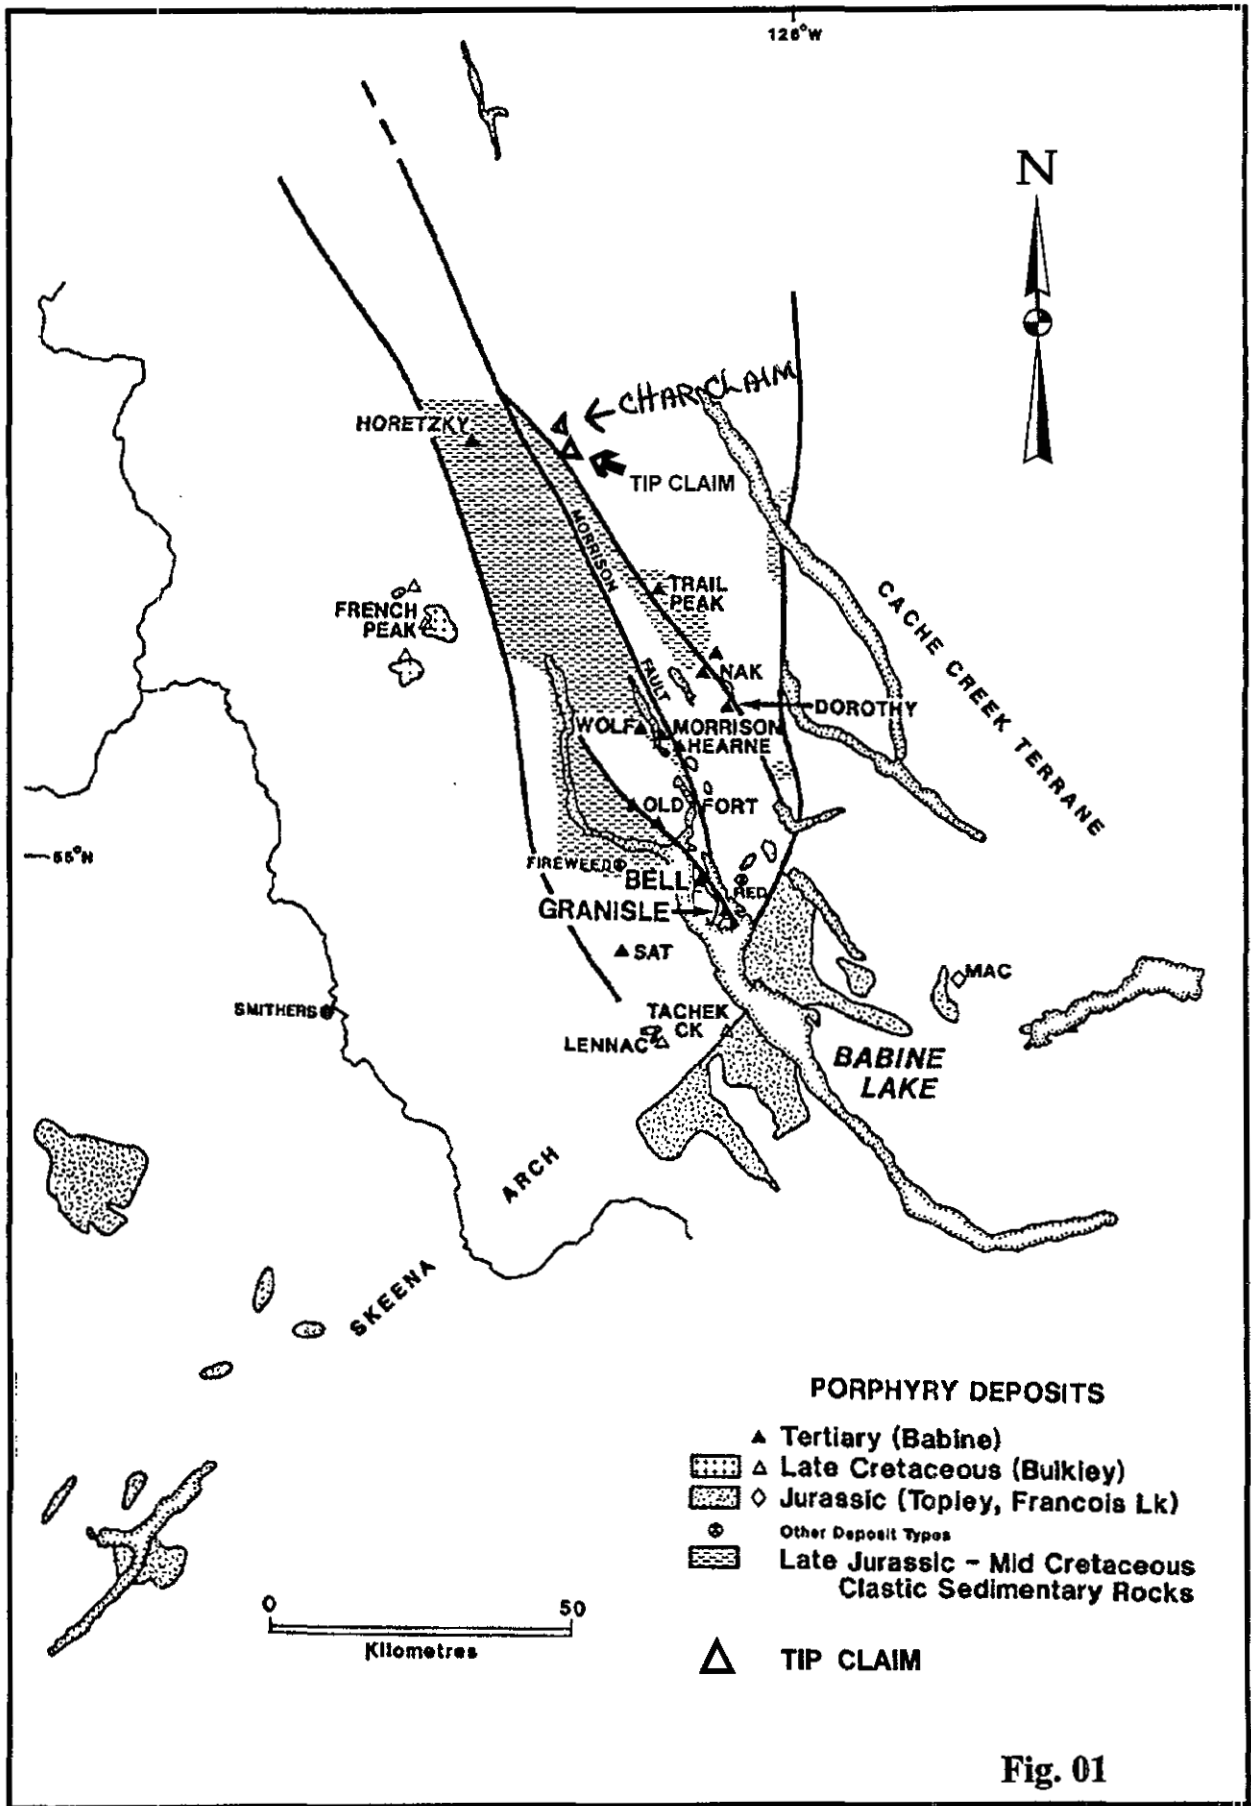 126°W
N
CHAR CLAIM
HORETZKY
TIP CLAIM
MORRISON
FAULT
TRAIL
PEAK
FRENCH
PEAK
CACHE CREEK TERRANE
NAK
DOROTHY
WOLF
MORRISON
HEARNE
OLD FORT
55°N
FIREWEED
BELL
RED
GRANISLE
SAT
MAC
SMITHERS
TACHEK
CK
LENNAC
BABINE
LAKE
SKEENA ARCH
PORPHYRY DEPOSITS
Tertiary (Babine)
Late Cretaceous (Bulkley)
Jurassic (Topley, Francois Lk)
Other Deposit Types
Late Jurassic - Mid Cretaceous
Clastic Sedimentary Rocks
0 50
Kilometres
TIP CLAIM
Fig. 01